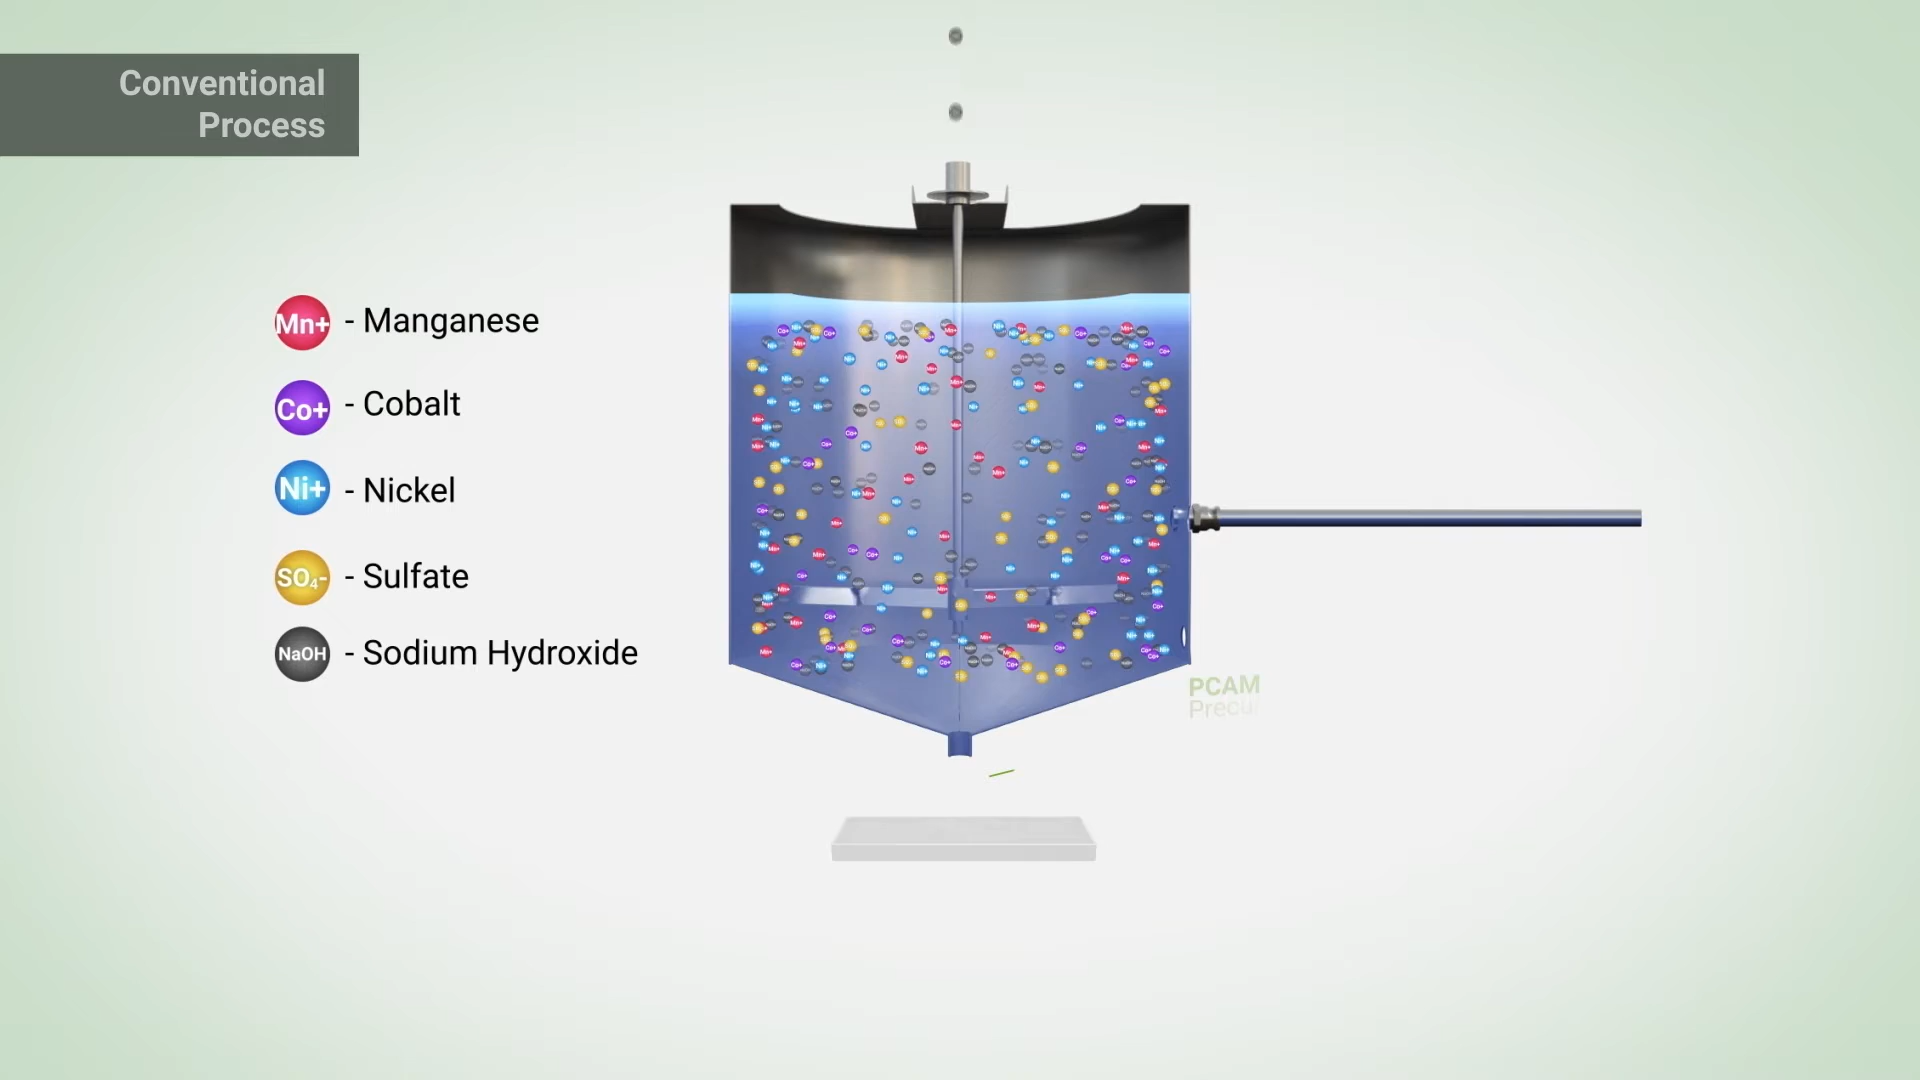 Conventional
Process
Mn+ - Manganese
Co+ - Cobalt
Ni+ - Nickel
SO₄- - Sulfate
NaOH - Sodium Hydroxide
PCAM